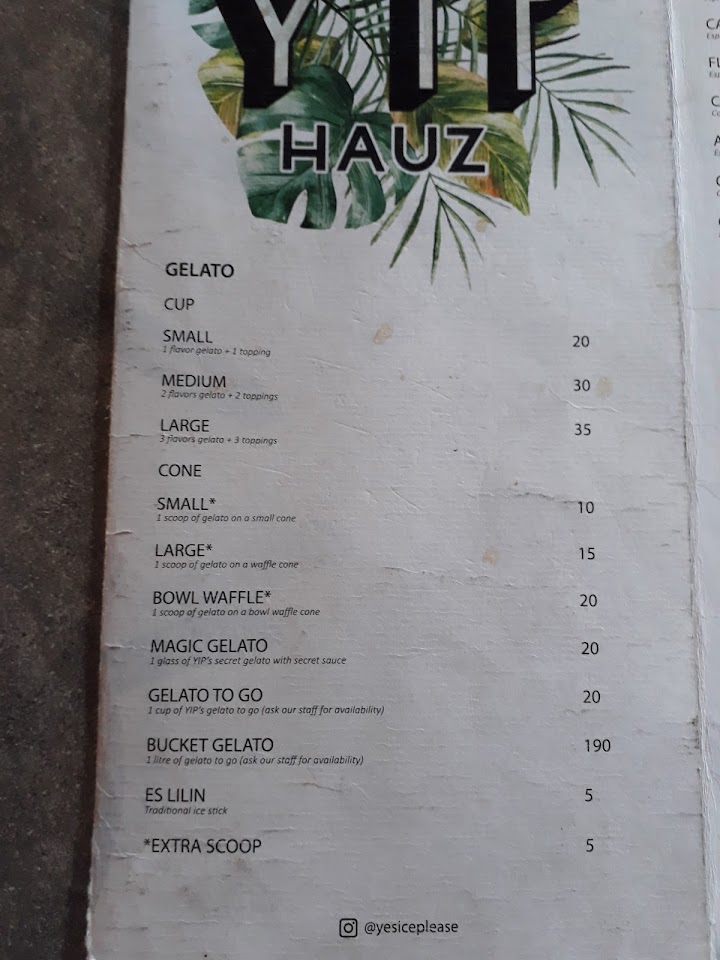 YIP
HAUZ
GELATO
CUP
SMALL 20
1 flavor gelato + 1 topping
MEDIUM 30
2 flavors gelato + 2 toppings
LARGE 35
3 flavors gelato + 3 toppings
CONE
SMALL* 10
1 scoop of gelato on a small cone
LARGE* 15
1 scoop of gelato on a waffle cone
BOWL WAFFLE* 20
1 scoop of gelato on a bowl waffle cone
MAGIC GELATO 20
1 glass of YIP's secret gelato with secret sauce
GELATO TO GO 20
1 cup of YIP's gelato to go (ask our staff for availability)
BUCKET GELATO 190
1 litre of gelato to go (ask our staff for availability)
ES LILIN 5
Traditional ice stick
*EXTRA SCOOP 5
@yesiceplease